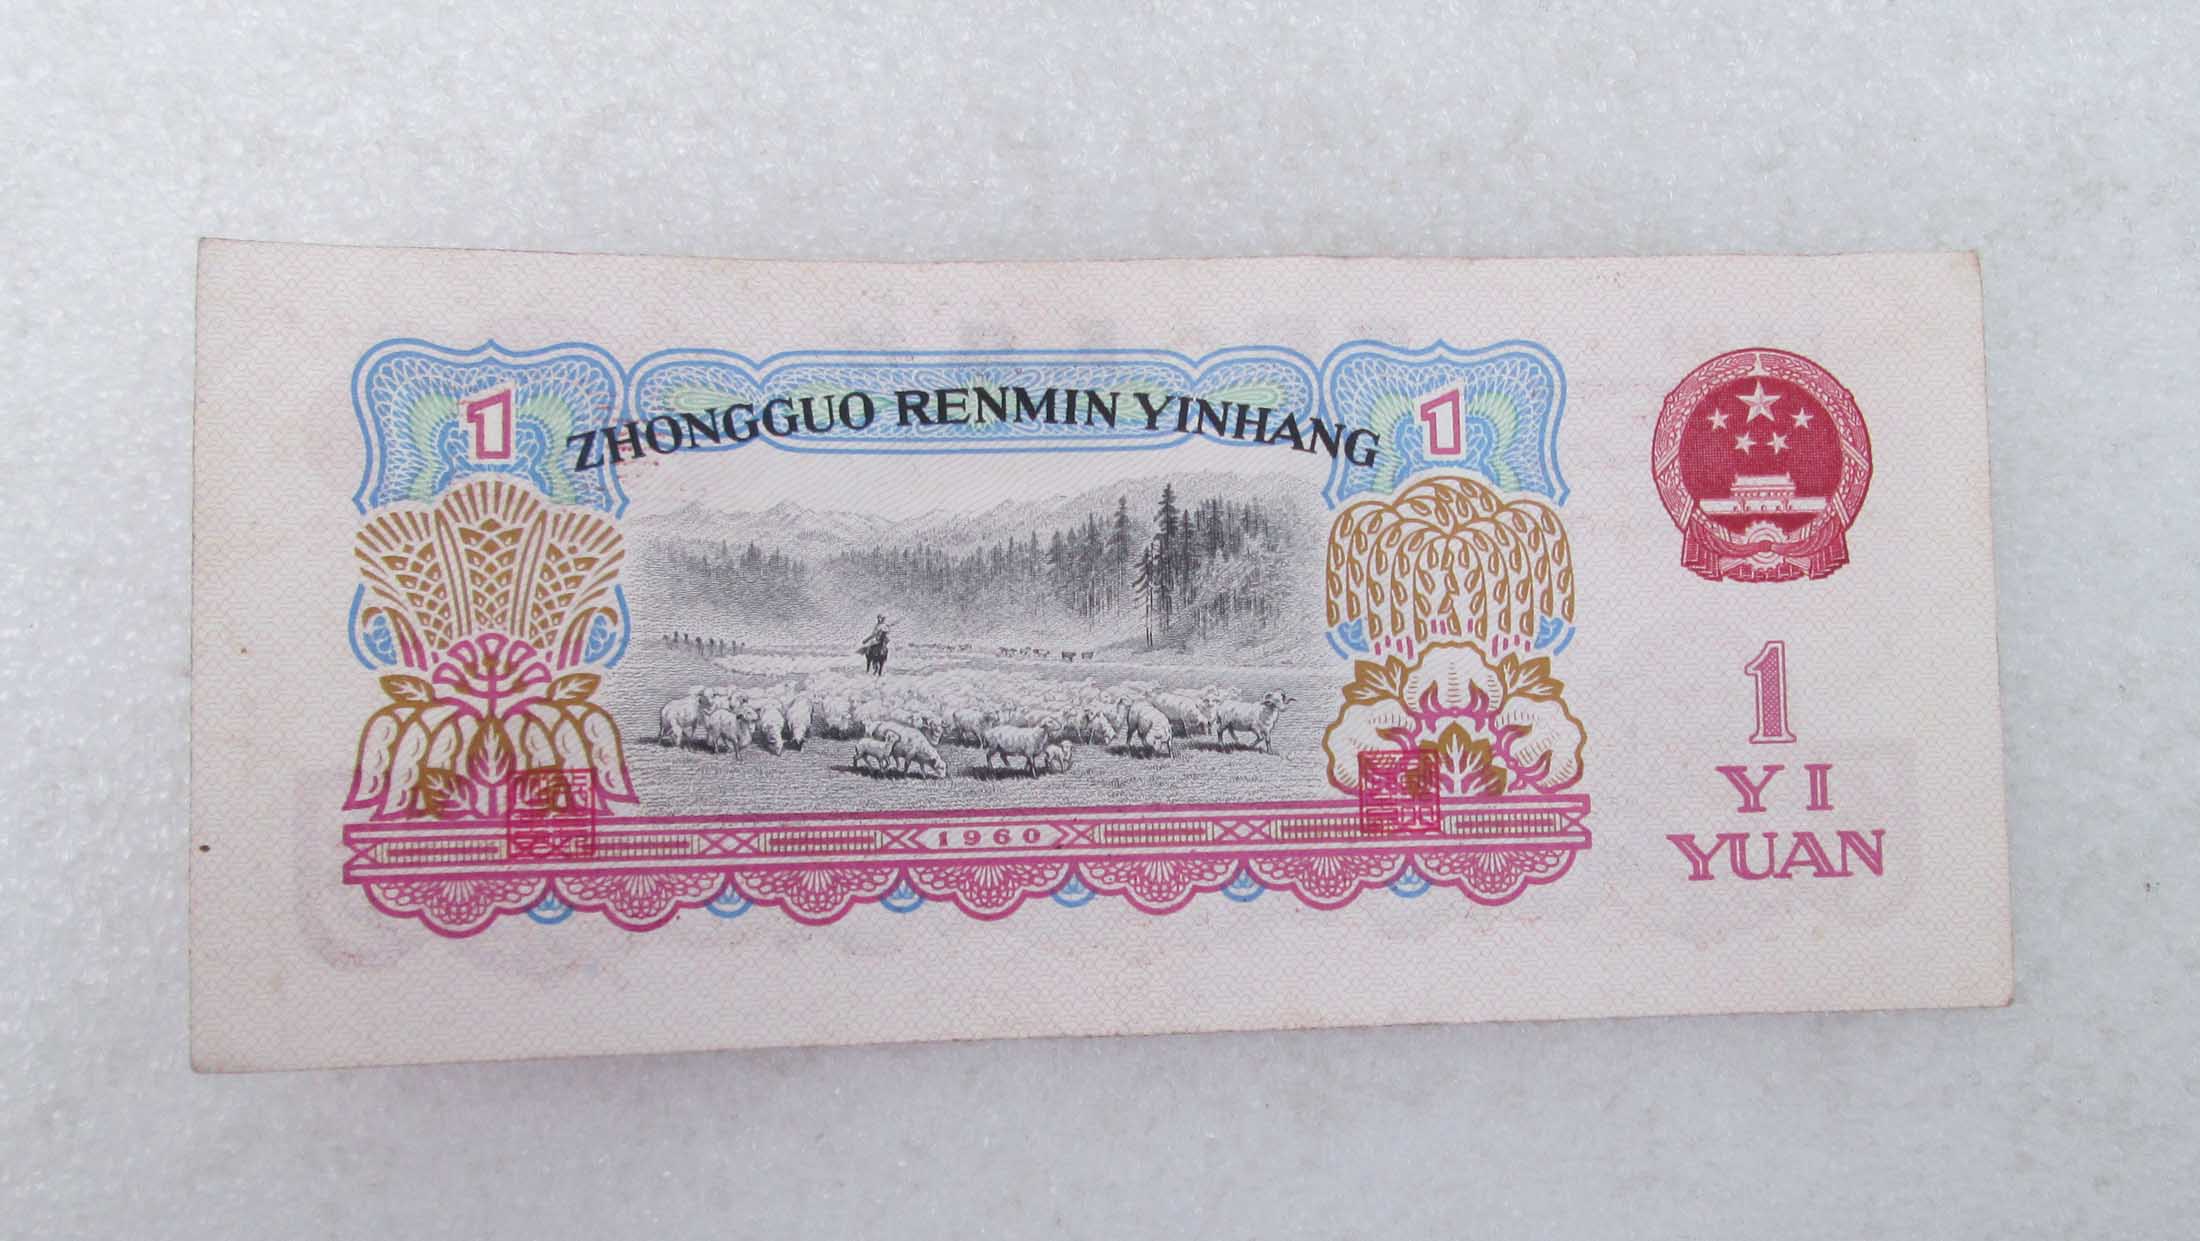 1
ZHONGGUO RENMIN YINHANG
1
1960
1
YI
YUAN